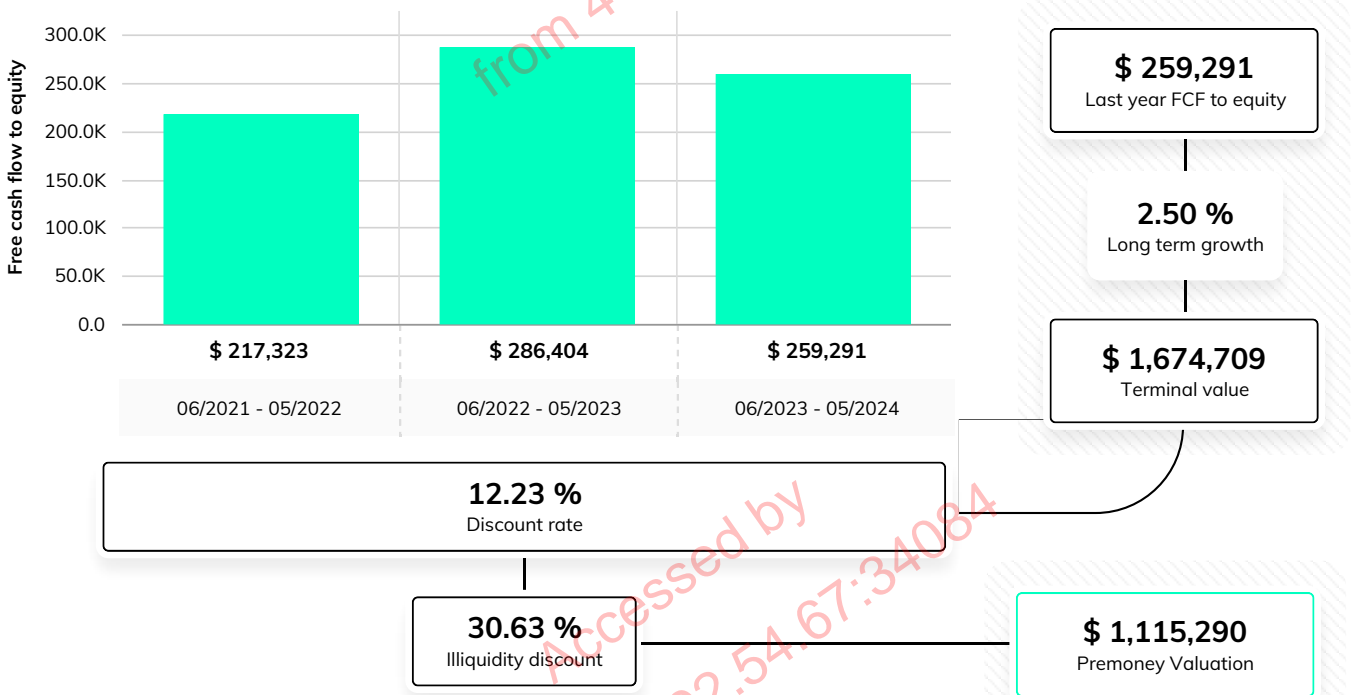 Free cash flow to equity
300.0K
250.0K
200.0K
150.0K
100.0K
50.0K
0.0
$ 217,323
$ 286,404
$ 259,291
06/2021 - 05/2022
06/2022 - 05/2023
06/2023 - 05/2024
$ 259,291
Last year FCF to equity
2.50 %
Long term growth
$ 1,674,709
Terminal value
12.23 %
Discount rate
30.63 %
Illiquidity discount
$ 1,115,290
Premoney Valuation
from 4
Accessed by
2.54.67:34084